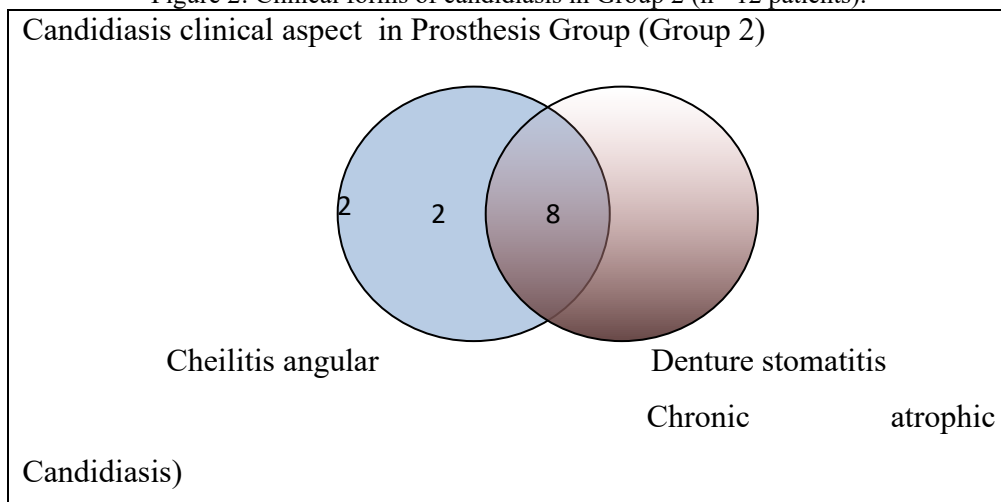 Figure 2: Clinical forms of candidiasis in Group 2 (n= 12 patients).
Candidiasis clinical aspect in Prosthesis Group (Group 2)
2 2 8
Cheilitis angular Denture stomatitis
Chronic atrophic
Candidiasis)